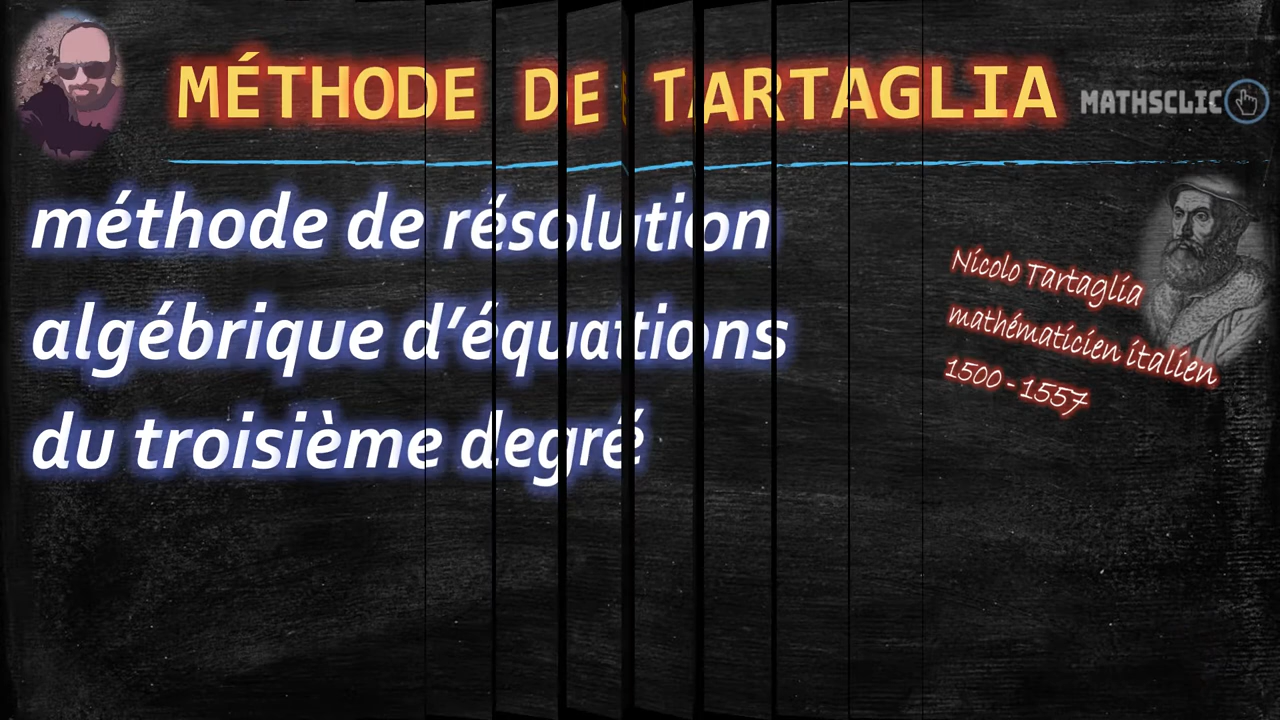 MÉTHODE DE TARTAGLIA
MATHSCLIC
méthode de résolution
algébrique d'équations
du troisième degré
Nicolo Tartaglia
mathématicien italien
1500 - 1557